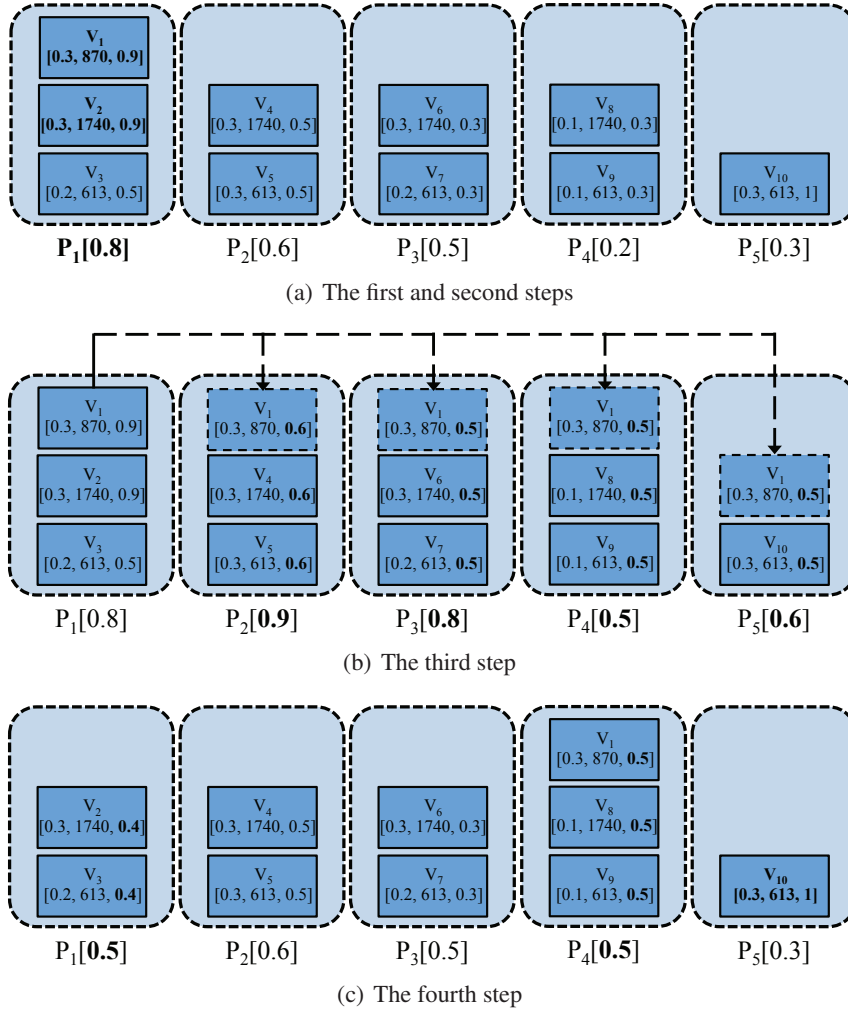 V1
[0.3, 870, 0.9]
V2
[0.3, 1740, 0.9]
V3
[0.2, 613, 0.5]
V4
[0.3, 1740, 0.5]
V5
[0.3, 613, 0.5]
V6
[0.3, 1740, 0.3]
V7
[0.2, 613, 0.3]
V8
[0.1, 1740, 0.3]
V9
[0.1, 613, 0.3]
V10
[0.3, 613, 1]
P1[0.8] P2[0.6] P3[0.5] P4[0.2] P5[0.3]
(a) The first and second steps
V1
[0.3, 870, 0.9]
V2
[0.3, 1740, 0.9]
V3
[0.2, 613, 0.5]
V1
[0.3, 870, 0.6]
V4
[0.3, 1740, 0.6]
V5
[0.3, 613, 0.6]
V1
[0.3, 870, 0.5]
V6
[0.3, 1740, 0.5]
V7
[0.2, 613, 0.5]
V1
[0.3, 870, 0.5]
V8
[0.1, 1740, 0.5]
V9
[0.1, 613, 0.5]
V1
[0.3, 870, 0.5]
V10
[0.3, 613, 0.5]
P1[0.8] P2[0.9] P3[0.8] P4[0.5] P5[0.6]
(b) The third step
V2
[0.3, 1740, 0.4]
V3
[0.2, 613, 0.4]
V4
[0.3, 1740, 0.5]
V5
[0.3, 613, 0.5]
V6
[0.3, 1740, 0.3]
V7
[0.2, 613, 0.3]
V1
[0.3, 870, 0.5]
V8
[0.1, 1740, 0.5]
V9
[0.1, 613, 0.5]
V10
[0.3, 613, 1]
P1[0.5] P2[0.6] P3[0.5] P4[0.5] P5[0.3]
(c) The fourth step